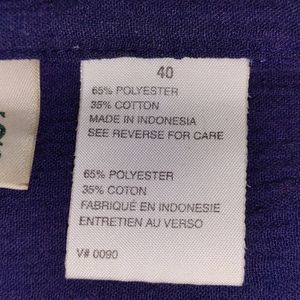 40
65% POLYESTER
35% COTTON
MADE IN INDONESIA
SEE REVERSE FOR CARE
65% POLYESTER
35% COTON
FABRIQUÉ EN INDONESIE
ENTRETIEN AU VERSO
V# 0090